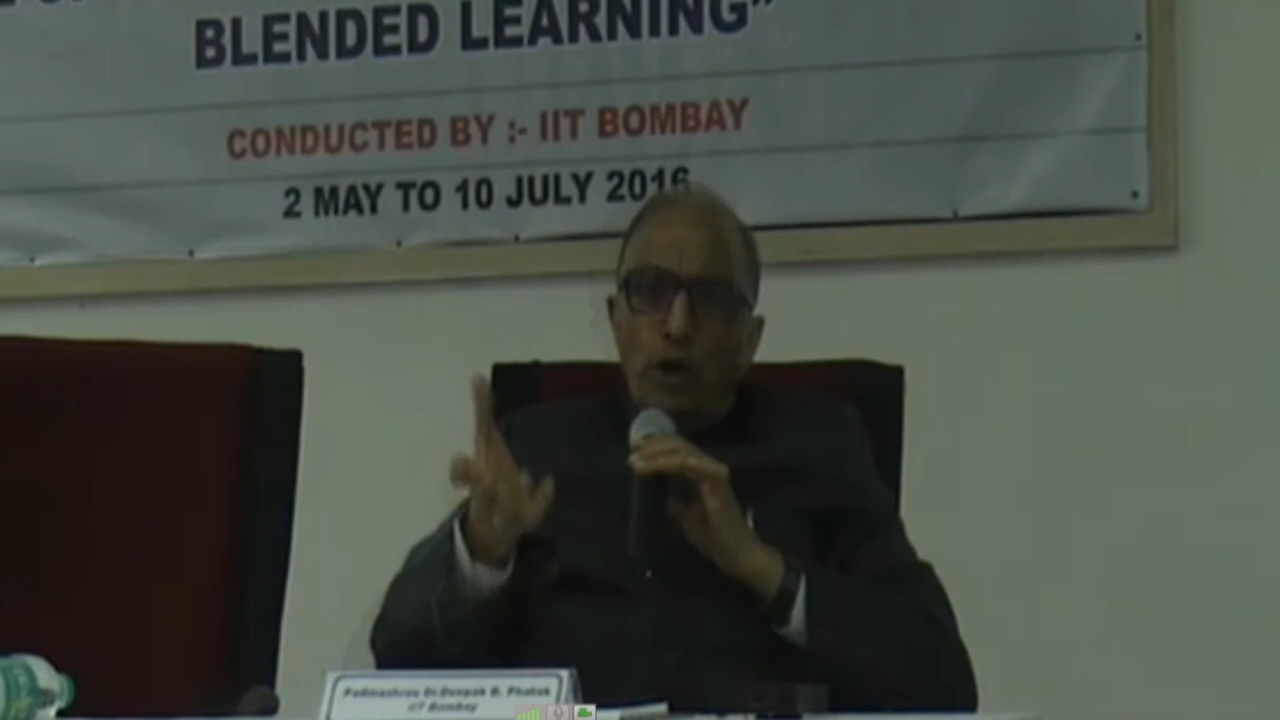 BLENDED LEARNING”
CONDUCTED BY :- IIT BOMBAY
2 MAY TO 10 JULY 2016
Padmashree Dr.Deepak B. Phatak
IIT Bombay